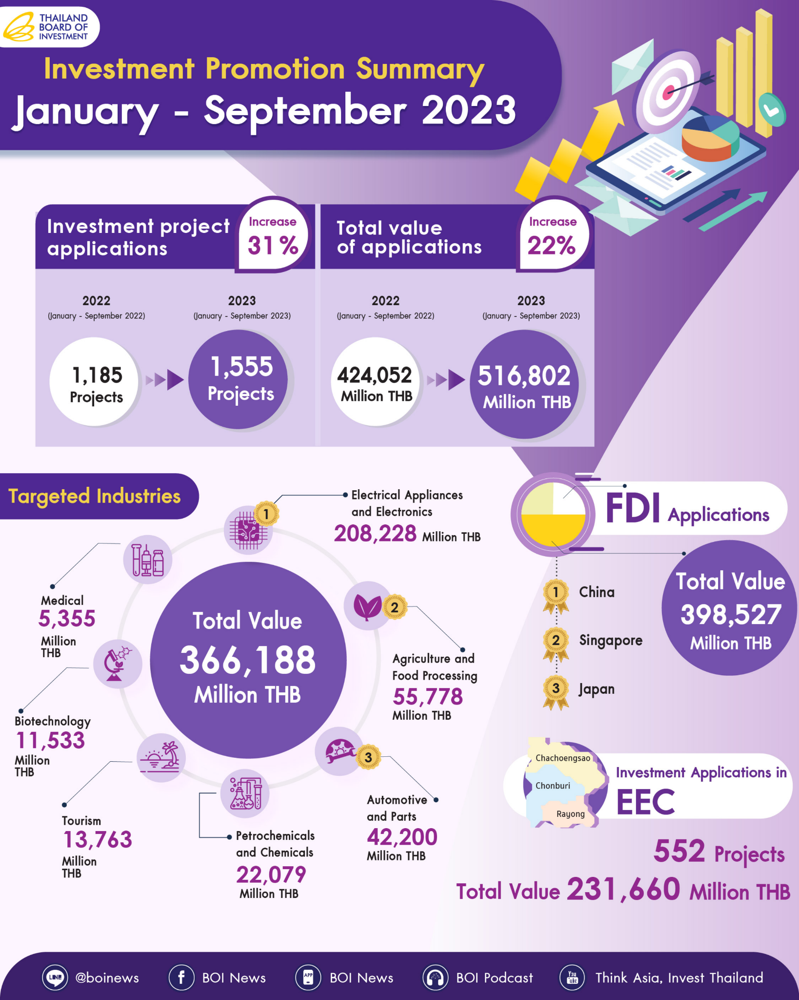 THAILAND
BOARD OF
INVESTMENT
Investment Promotion Summary
January - September 2023
Investment project
applications
Increase
31%
Total value
of applications
Increase
22%
2022
(January - September 2022)
2023
(January - September 2023)
2022
(January - September 2022)
2023
(January - September 2023)
1,185
Projects
1,555
Projects
424,052
Million THB
516,802
Million THB
Targeted Industries
1
Electrical Appliances
and Electronics
208,228 Million THB
2
Agriculture and
Food Processing
55,778
Million THB
3
Automotive
and Parts
42,200
Million THB
Petrochemicals
and Chemicals
22,079
Million THB
Tourism
13,763
Million
THB
Biotechnology
11,533
Million
THB
Medical
5,355
Million
THB
Total Value
366,188
Million THB
FDI Applications
1 China
2 Singapore
3 Japan
Total Value
398,527
Million THB
Chachoengsao
Chonburi
Rayong
Investment Applications in
EEC
552 Projects
Total Value 231,660 Million THB
LINE @boinews
f BOI News
APP BOI News
BOI Podcast
You
Tube Think Asia, Invest Thailand